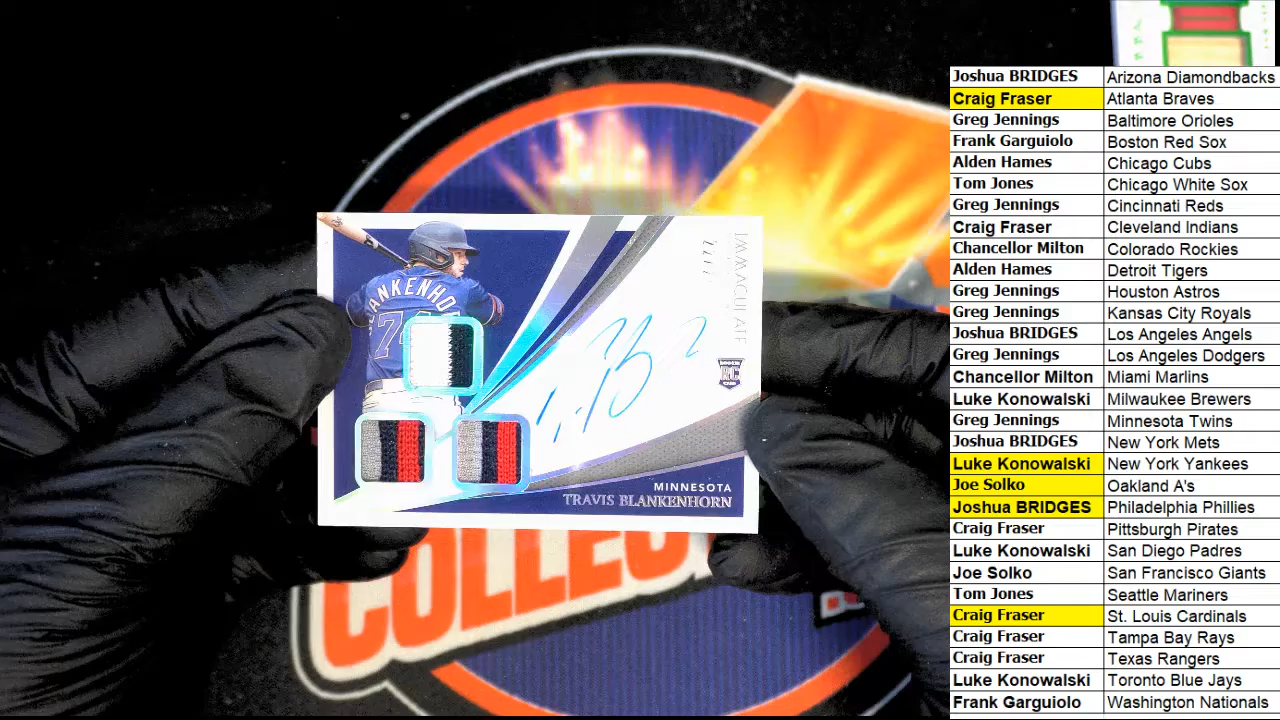 Joshua BRIDGES Arizona Diamondbacks
Craig Fraser Atlanta Braves
Greg Jennings Baltimore Orioles
Frank Garguiolo Boston Red Sox
Alden Hames Chicago Cubs
Tom Jones Chicago White Sox
Greg Jennings Cincinnati Reds
Craig Fraser Cleveland Indians
Chancellor Milton Colorado Rockies
Alden Hames Detroit Tigers
Greg Jennings Houston Astros
Greg Jennings Kansas City Royals
Joshua BRIDGES Los Angeles Angels
Greg Jennings Los Angeles Dodgers
Chancellor Milton Miami Marlins
Luke Konowalski Milwaukee Brewers
Greg Jennings Minnesota Twins
Joshua BRIDGES New York Mets
Luke Konowalski New York Yankees
Joe Solko Oakland A's
Joshua BRIDGES Philadelphia Phillies
Craig Fraser Pittsburgh Pirates
Luke Konowalski San Diego Padres
Joe Solko San Francisco Giants
Tom Jones Seattle Mariners
Craig Fraser St. Louis Cardinals
Craig Fraser Tampa Bay Rays
Craig Fraser Texas Rangers
Luke Konowalski Toronto Blue Jays
Frank Garguiolo Washington Nationals
ANKENHO
IMMACULATE
RC
MINNESOTA
TRAVIS BLANKENHORN
COLLECT